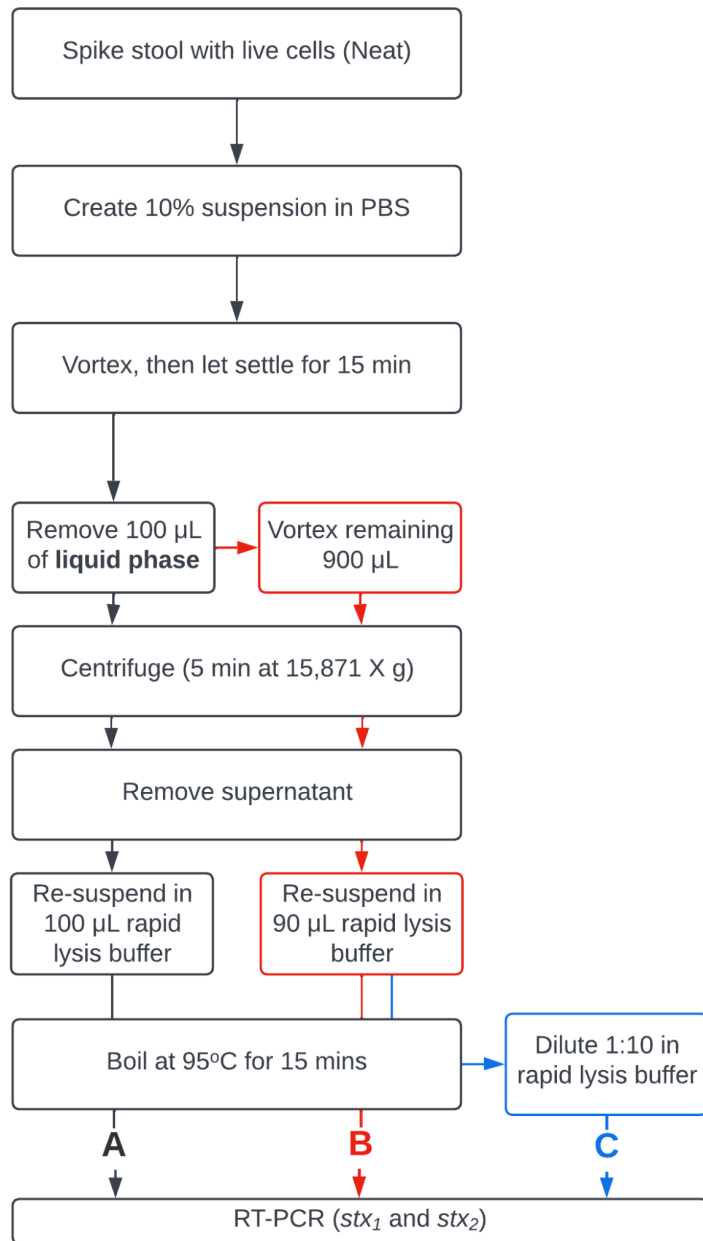 Spike stool with live cells (Neat)
Create 10% suspension in PBS
Vortex, then let settle for 15 min
Remove 100 µL
of liquid phase
Vortex remaining
900 µL
Centrifuge (5 min at 15,871 X g)
Remove supernatant
Re-suspend in
100 µL rapid
lysis buffer
Re-suspend in
90 µL rapid lysis
buffer
Boil at 95ºC for 15 mins
Dilute 1:10 in
rapid lysis buffer
A
B
C
RT-PCR (stx₁ and stx₂)